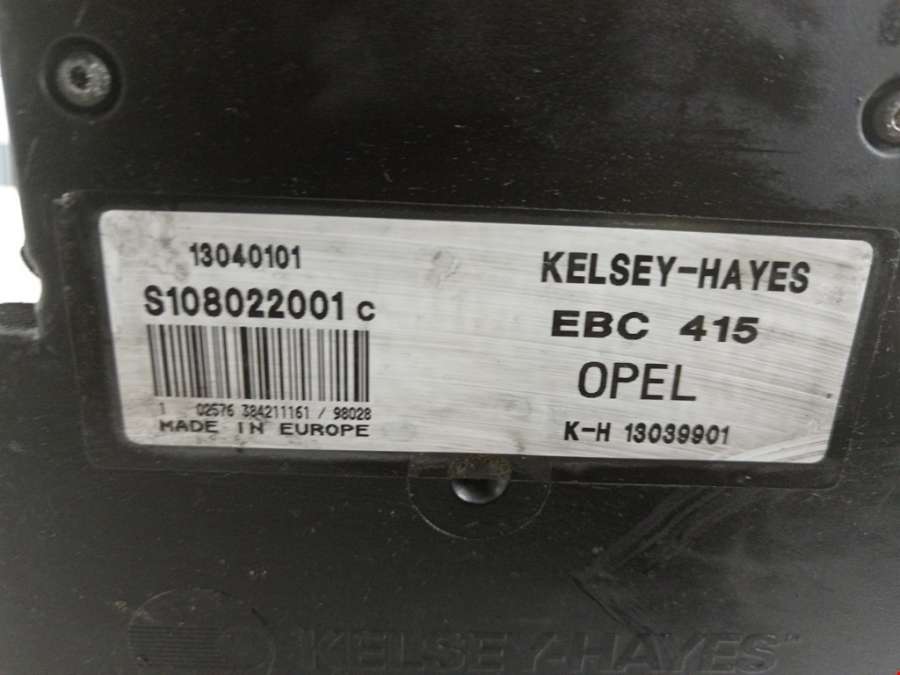 13040101
S108022001 C
1 02576 384211161 / 98028
MADE IN EUROPE
KELSEY-HAYES
EBC 415
OPEL
K-H 13039901
"KELSEY-HAYES"